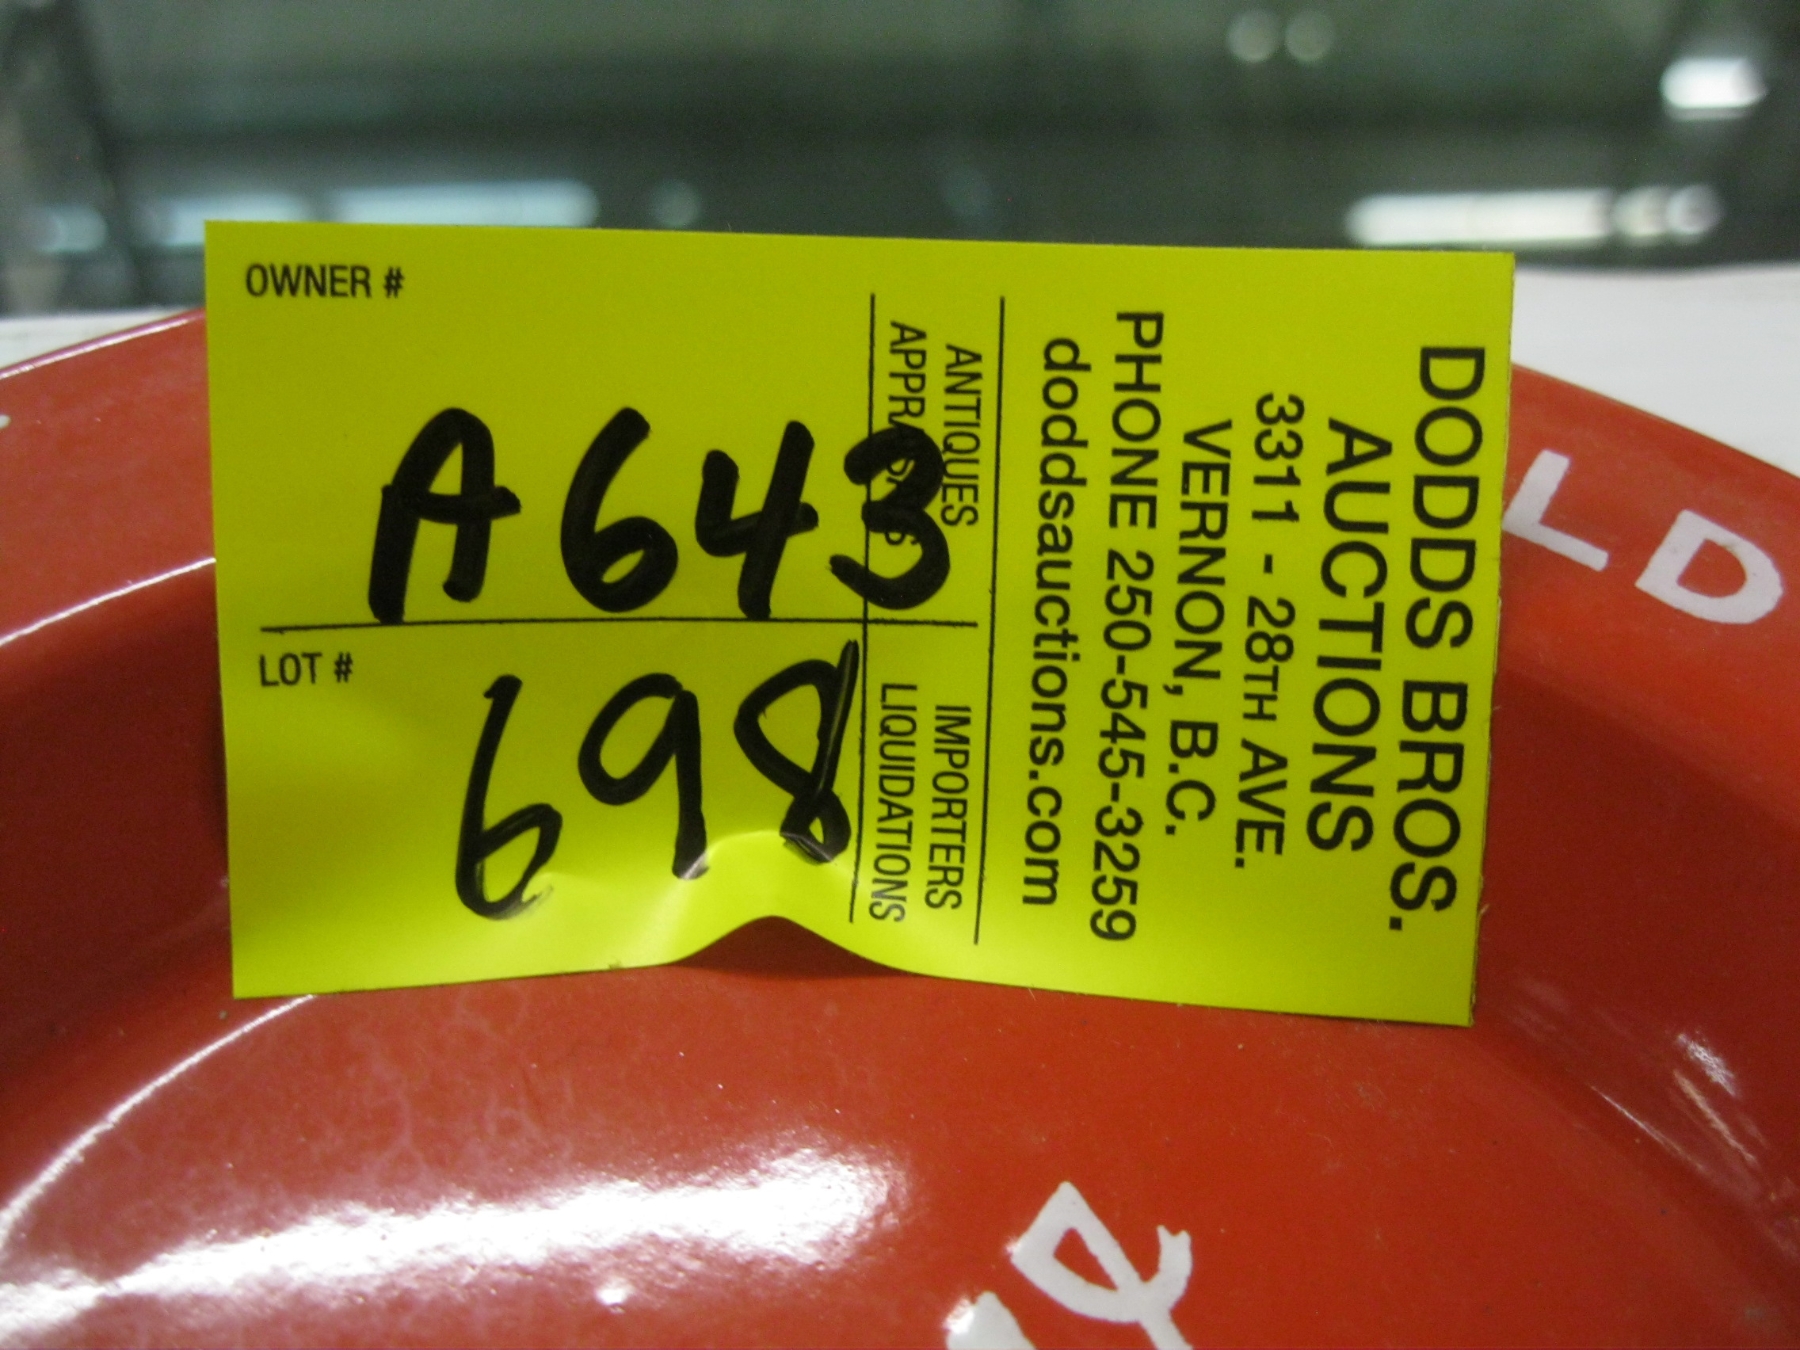 OWNER #
A643
LOT #
698
ANTIQUES
APPRAISALS
IMPORTERS
LIQUIDATIONS
DODDS BROS.
AUCTIONS
3311 - 28TH AVE.
VERNON, B.C.
PHONE 250-545-3259
doddsauctions.com
LD